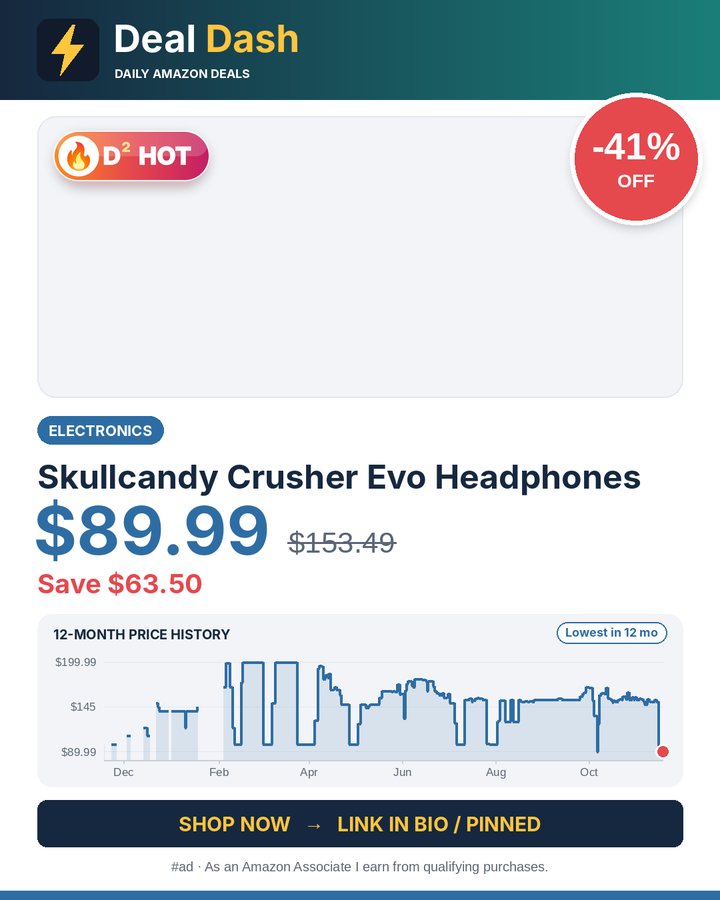 Deal Dash
DAILY AMAZON DEALS
D² HOT
-41%
OFF
ELECTRONICS
Skullcandy Crusher Evo Headphones
$89.99 $153.49
Save $63.50
12-MONTH PRICE HISTORY
Lowest in 12 mo
$199.99
$145
$89.99
Dec Feb Apr Jun Aug Oct
SHOP NOW → LINK IN BIO / PINNED
#ad · As an Amazon Associate I earn from qualifying purchases.